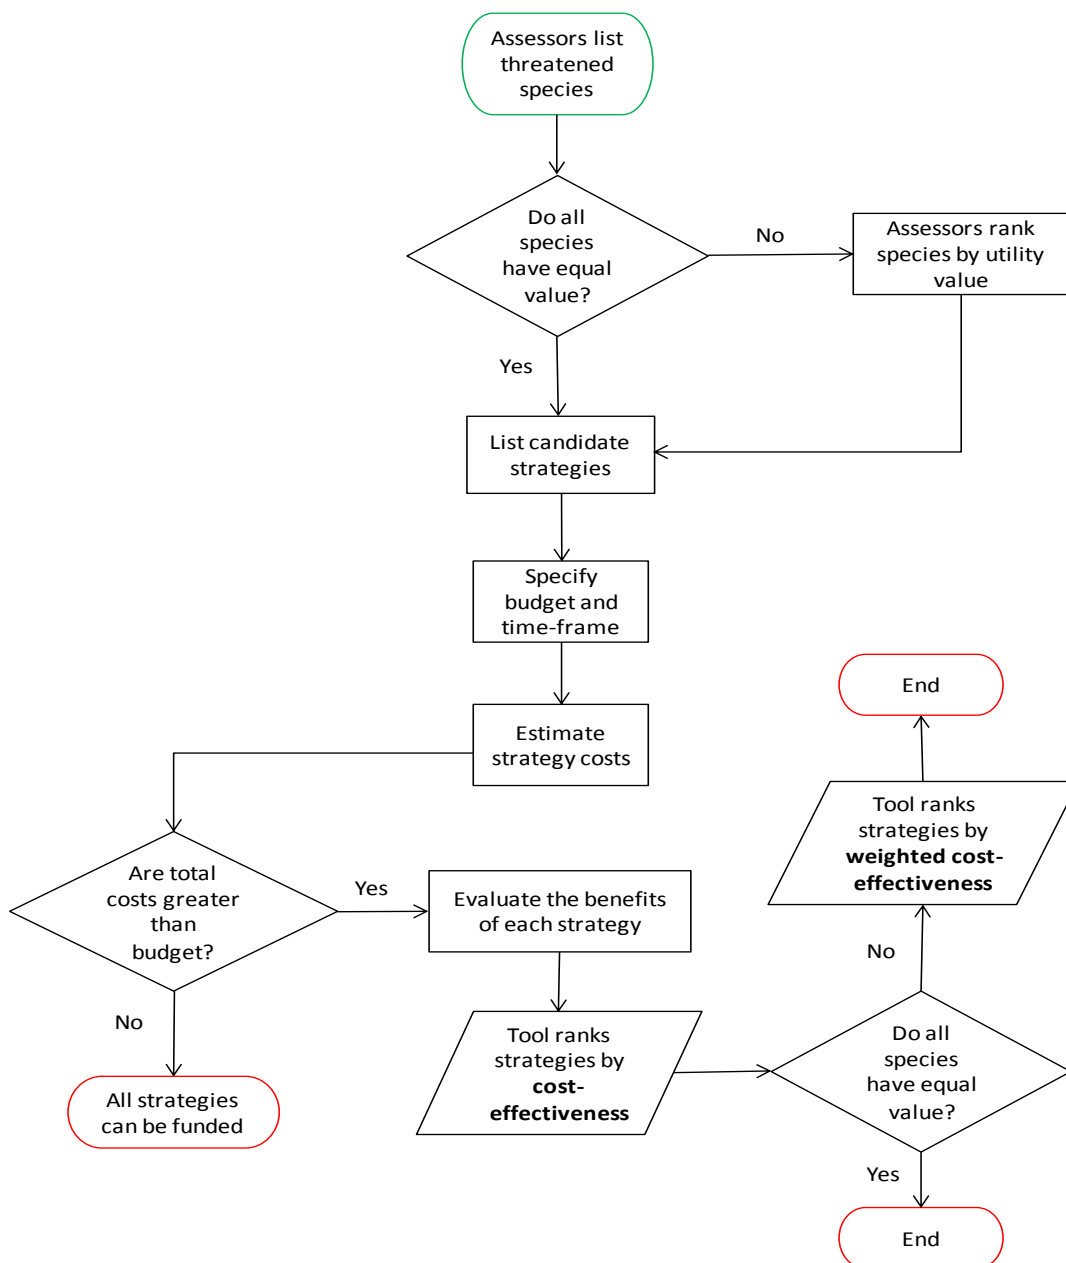 Assessors list
threatened
species
Do all
species
have equal
value?
No
Assessors rank
species by utility
value
Yes
List candidate
strategies
Specify
budget and
time-frame
Estimate
strategy costs
End
Tool ranks
strategies by
weighted cost-
effectiveness
Are total
costs greater
than
budget?
Yes
Evaluate the benefits
of each strategy
No
No
Tool ranks
strategies by
cost-
effectiveness
Do all
species
have equal
value?
All strategies
can be funded
Yes
End